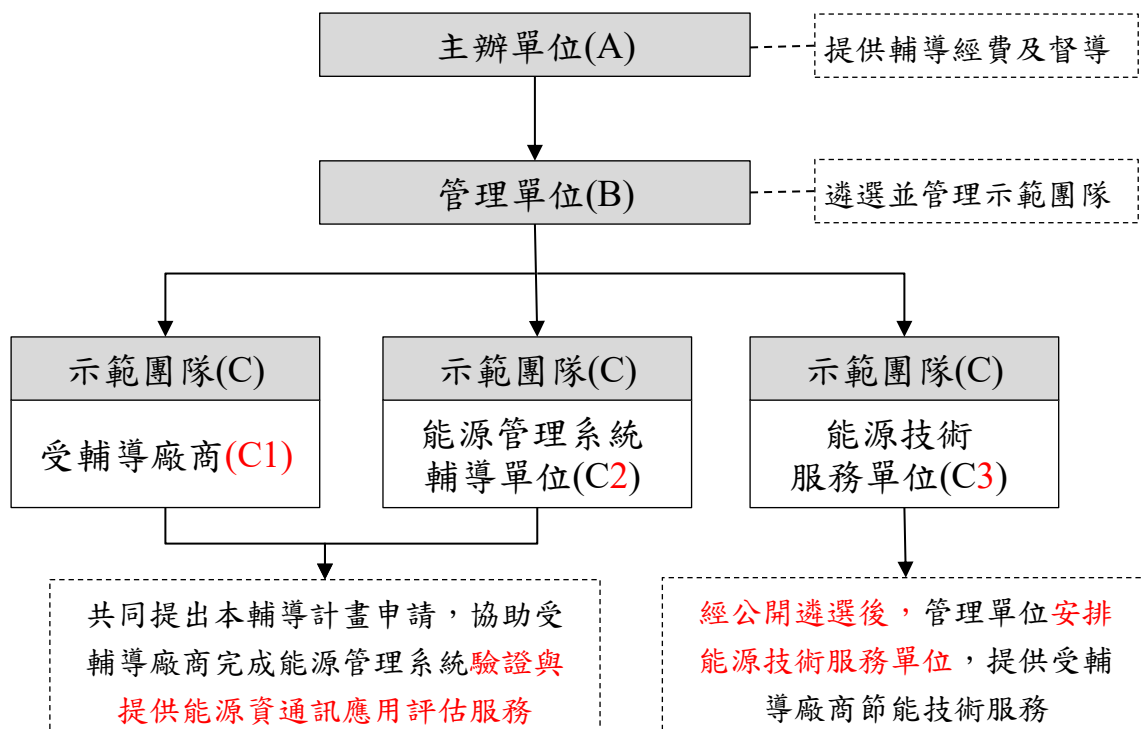 主辦單位(A)
提供輔導經費及督導
管理單位(B)
遴選並管理示範團隊
示範團隊(C)
受輔導廠商(C1)
示範團隊(C)
能源管理系統
輔導單位(C2)
示範團隊(C)
能源技術
服務單位(C3)
共同提出本輔導計畫申請，協助受
輔導廠商完成能源管理系統驗證與
提供能源資通訊應用評估服務
經公開遴選後，管理單位安排
能源技術服務單位，提供受輔
導廠商節能技術服務